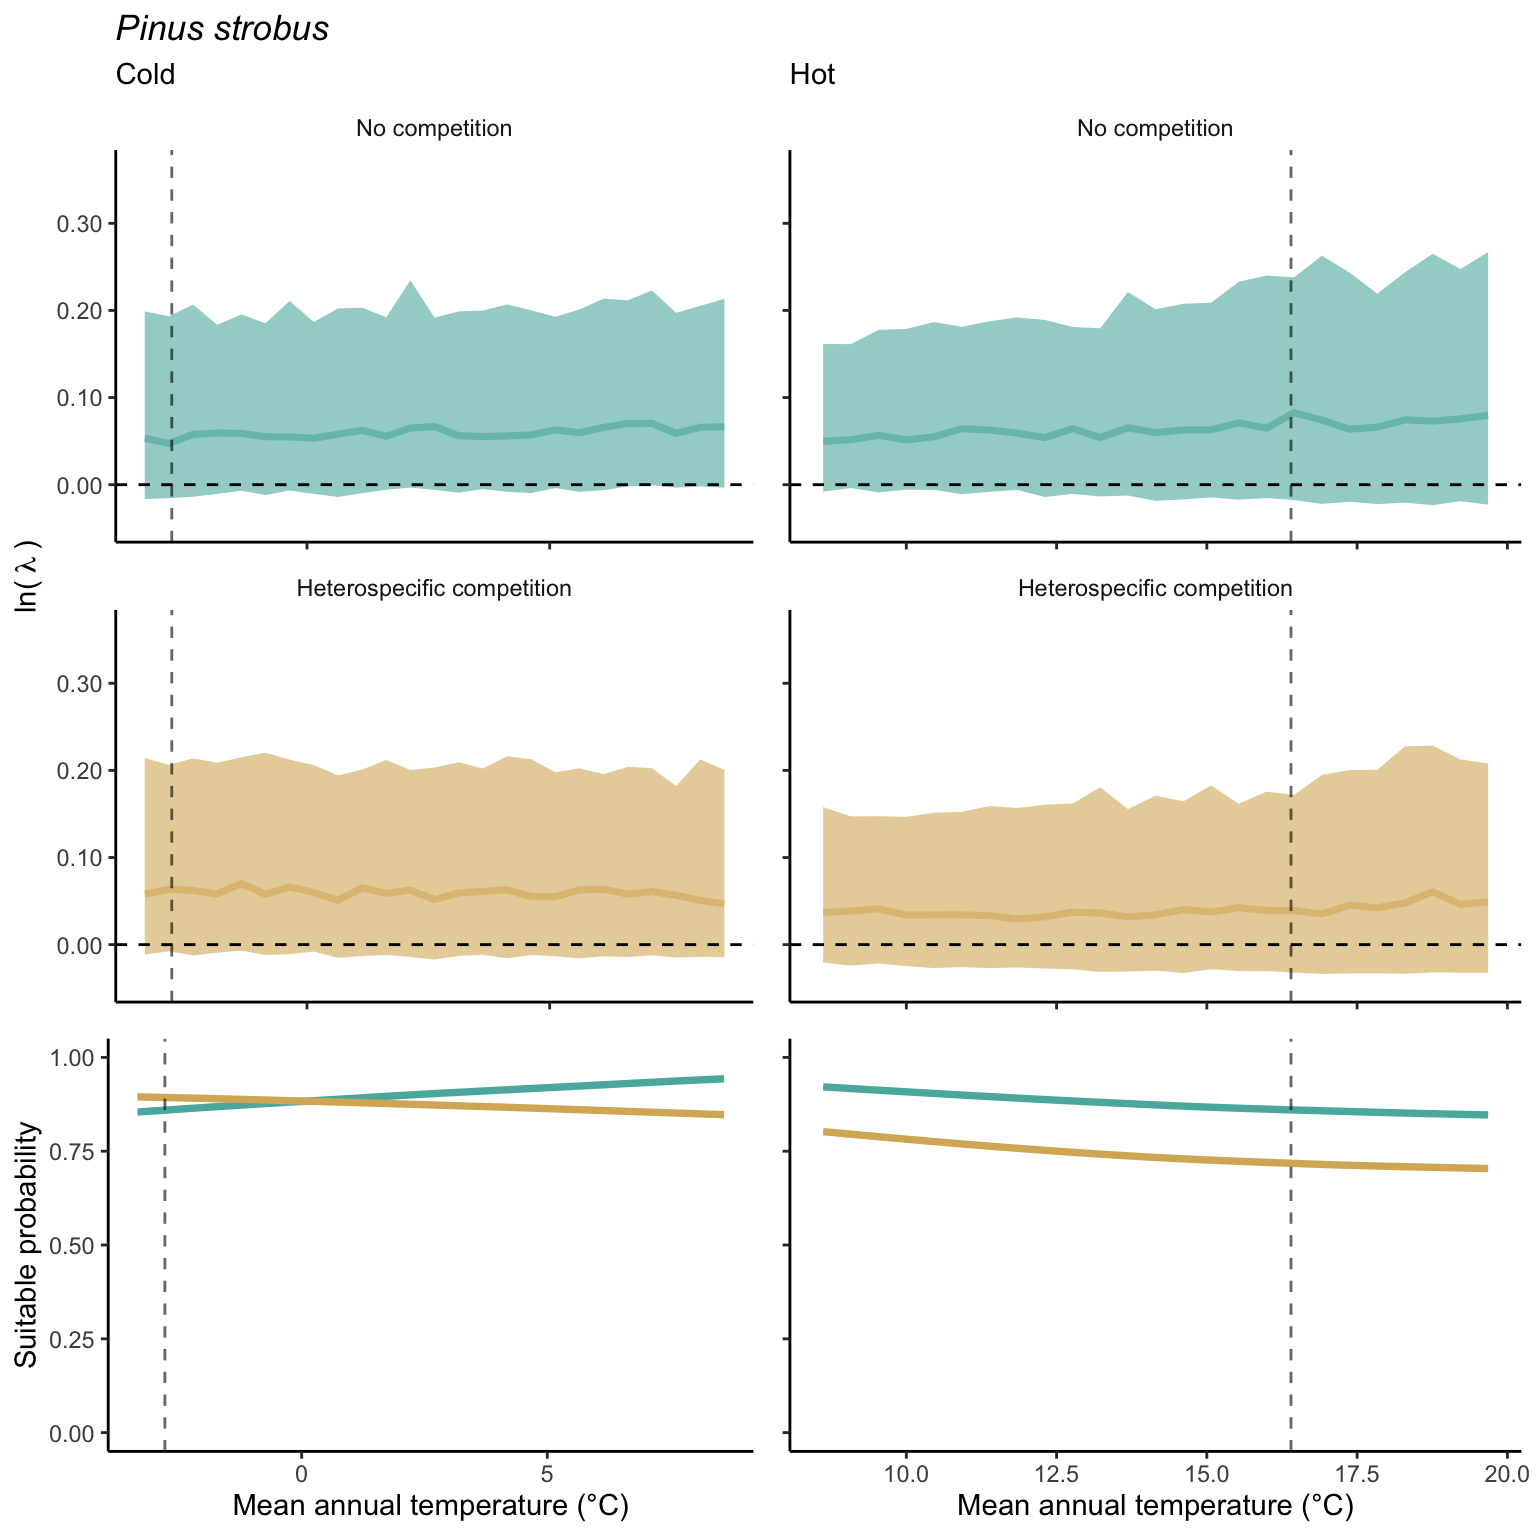 Pinus strobus
Cold
Hot
No competition
No competition
0.30
0.20
0.10
0.00
ln( λ )
Heterospecific competition
Heterospecific competition
0.30
0.20
0.10
0.00
1.00
0.75
0.50
0.25
0.00
Suitable probability
0 5
10.0 12.5 15.0 17.5 20.0
Mean annual temperature (°C)
Mean annual temperature (°C)